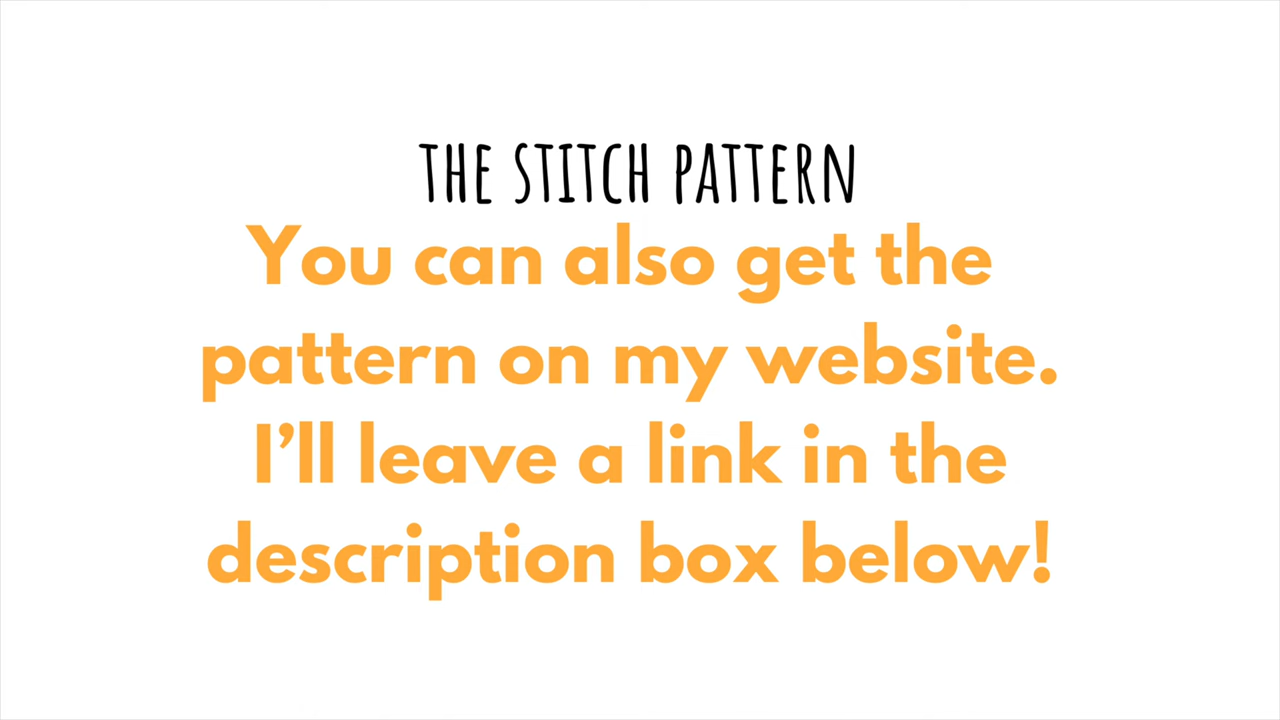 THE STITCH PATTERN
You can also get the
pattern on my website.
I’ll leave a link in the
description box below!